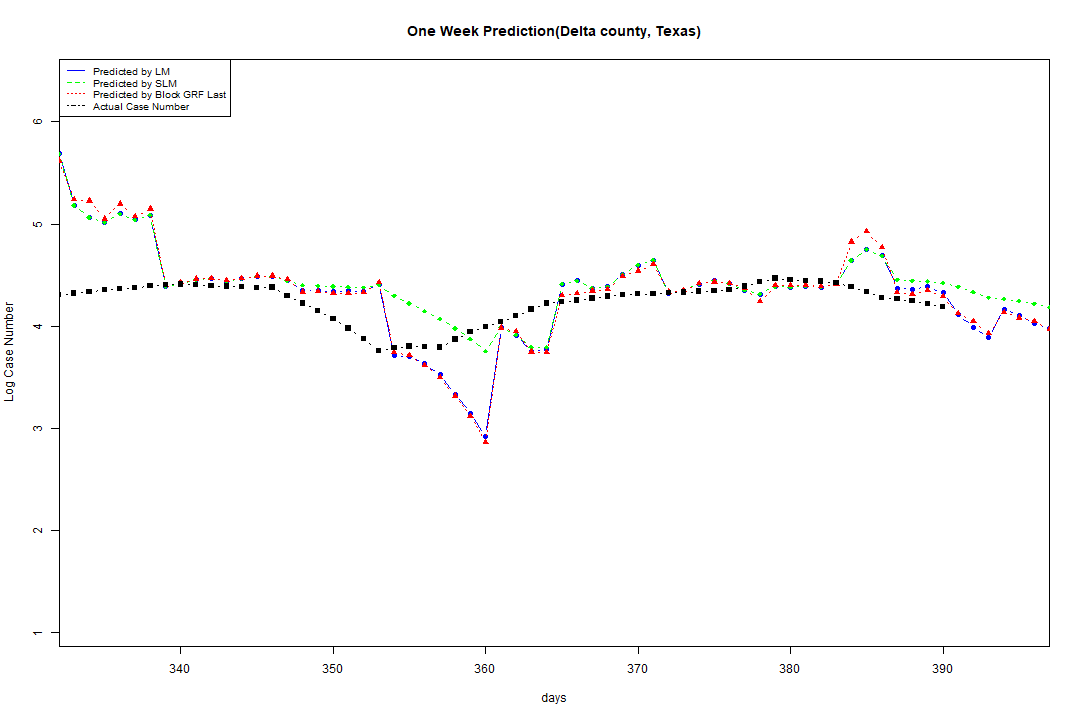 One Week Prediction(Delta county, Texas)
Predicted by LM
Predicted by SLM
Predicted by Block GRF Last
Actual Case Number
6
5
4
3
2
1
Log Case Number
340 350 360 370 380 390
days